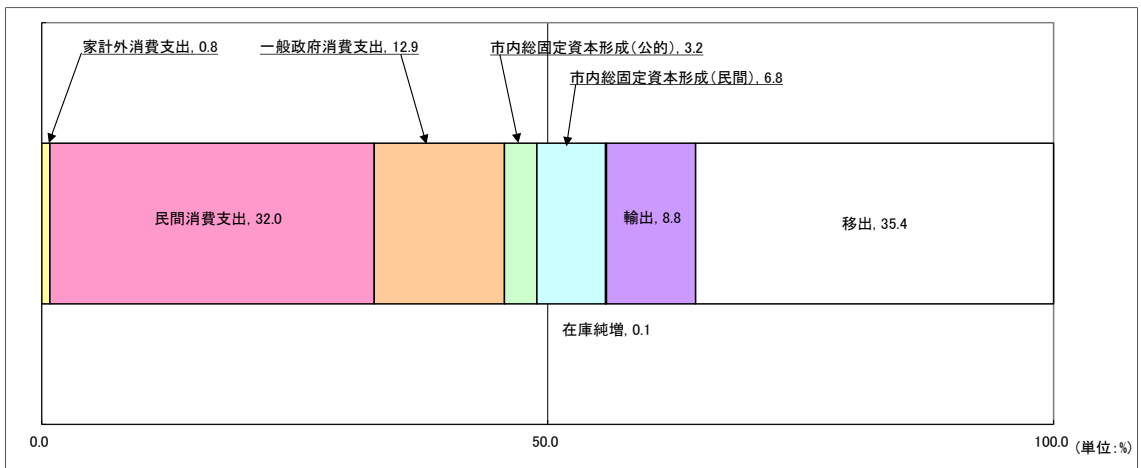 家計外消費支出, 0.8
一般政府消費支出, 12.9
市内総固定資本形成(公的), 3.2
市内総固定資本形成(民間), 6.8
民間消費支出, 32.0
輸出, 8.8
移出, 35.4
在庫純増, 0.1
0.0
50.0
100.0
(単位:%)